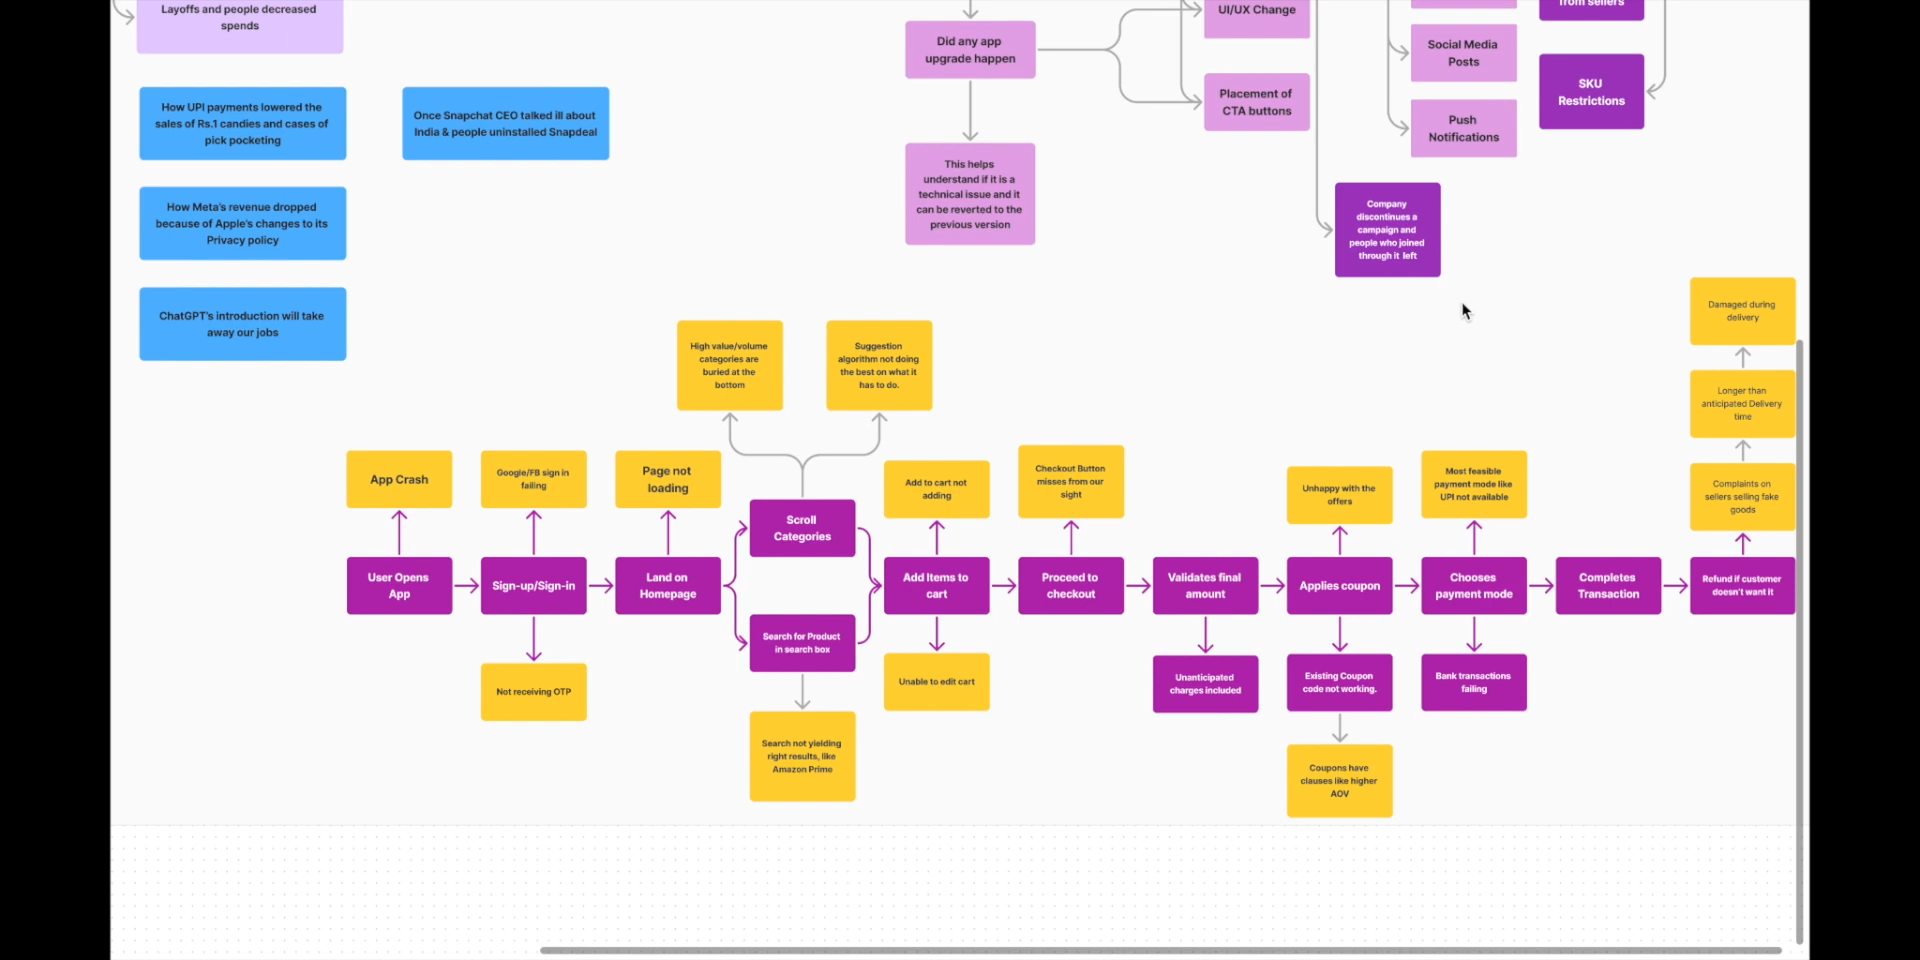 Layoffs and people decreased
spends
How UPI payments lowered the
sales of Rs.1 candies and cases of
pick pocketing
Once Snapchat CEO talked ill about
India & people uninstalled Snapdeal
How Meta's revenue dropped
because of Apple's changes to its
Privacy policy
ChatGPT's introduction will take
away our jobs
Did any app
upgrade happen
This helps
understand if it is a
technical issue and it
can be reverted to the
previous version
UI/UX Change
Placement of
CTA buttons
Social Media
Posts
Push
Notifications
from sellers
SKU
Restrictions
Company
discontinues a
campaign and
people who joined
through it left
High value/volume
categories are
buried at the
bottom
Suggestion
algorithm not doing
the best on what it
has to do.
App Crash
Google/FB sign in
failing
Page not
loading
Add to cart not
adding
Checkout Button
misses from our
sight
Unhappy with the
offers
Most feasible
payment mode like
UPI not available
Damaged during
delivery
Longer than
anticipated Delivery
time
Complaints on
sellers selling fake
goods
User Opens
App
Sign-up/Sign-in
Land on
Homepage
Scroll
Categories
Search for Product
in search box
Add Items to
cart
Proceed to
checkout
Validates final
amount
Applies coupon
Chooses
payment mode
Completes
Transaction
Refund if customer
doesn't want it
Not receiving OTP
Search not yielding
right results, like
Amazon Prime
Unable to edit cart
Unanticipated
charges included
Existing Coupon
code not working.
Bank transactions
failing
Coupons have
clauses like higher
AOV